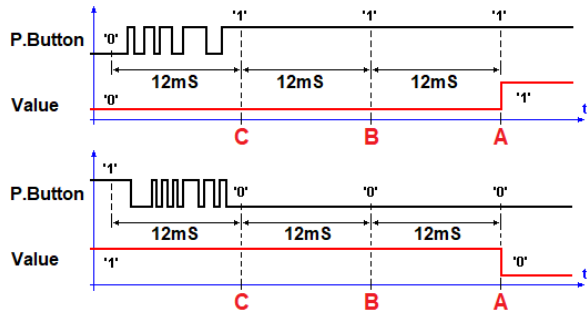 '1' '1' '1'
P.Button '0'
12mS 12mS 12mS
Value '0' '1'
t
C B A
'1'
P.Button '0' '0' '0'
12mS 12mS 12mS
Value '1' '0'
t
C B A